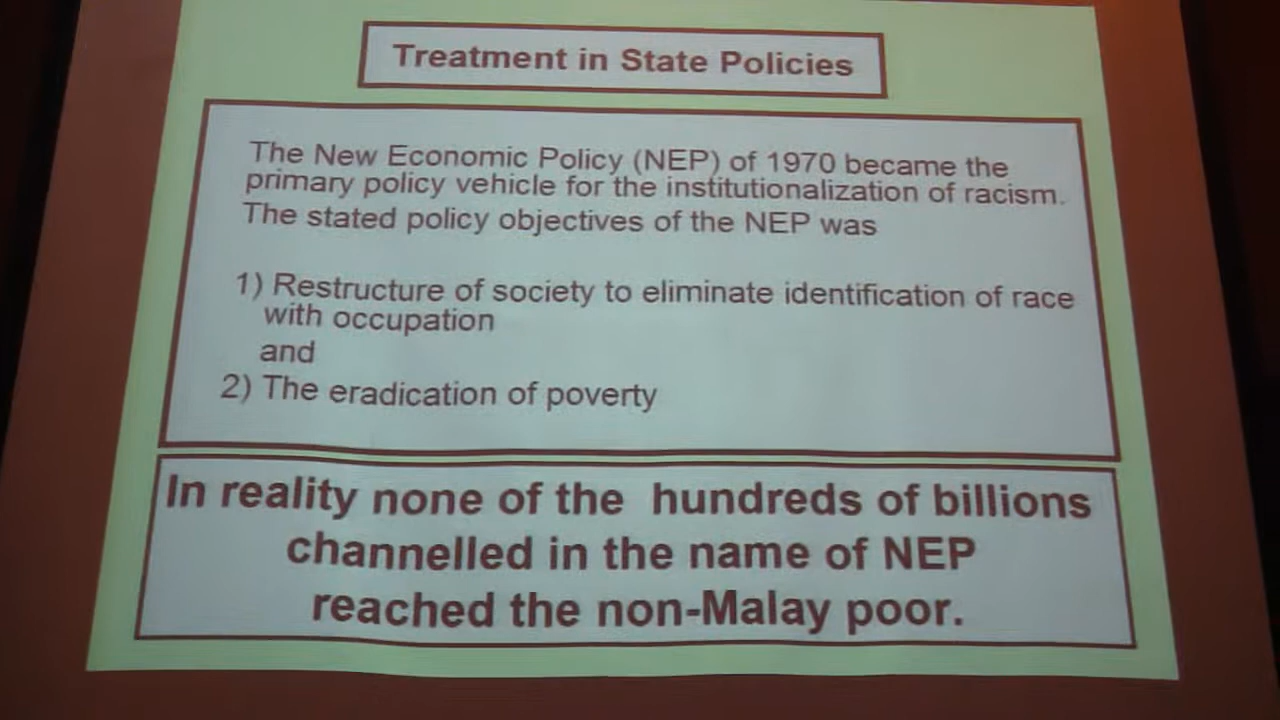 Treatment in State Policies
The New Economic Policy (NEP) of 1970 became the
primary policy vehicle for the institutionalization of racism.
The stated policy objectives of the NEP was
1) Restructure of society to eliminate identification of race
with occupation
and
2) The eradication of poverty
In reality none of the hundreds of billions
channelled in the name of NEP
reached the non-Malay poor.